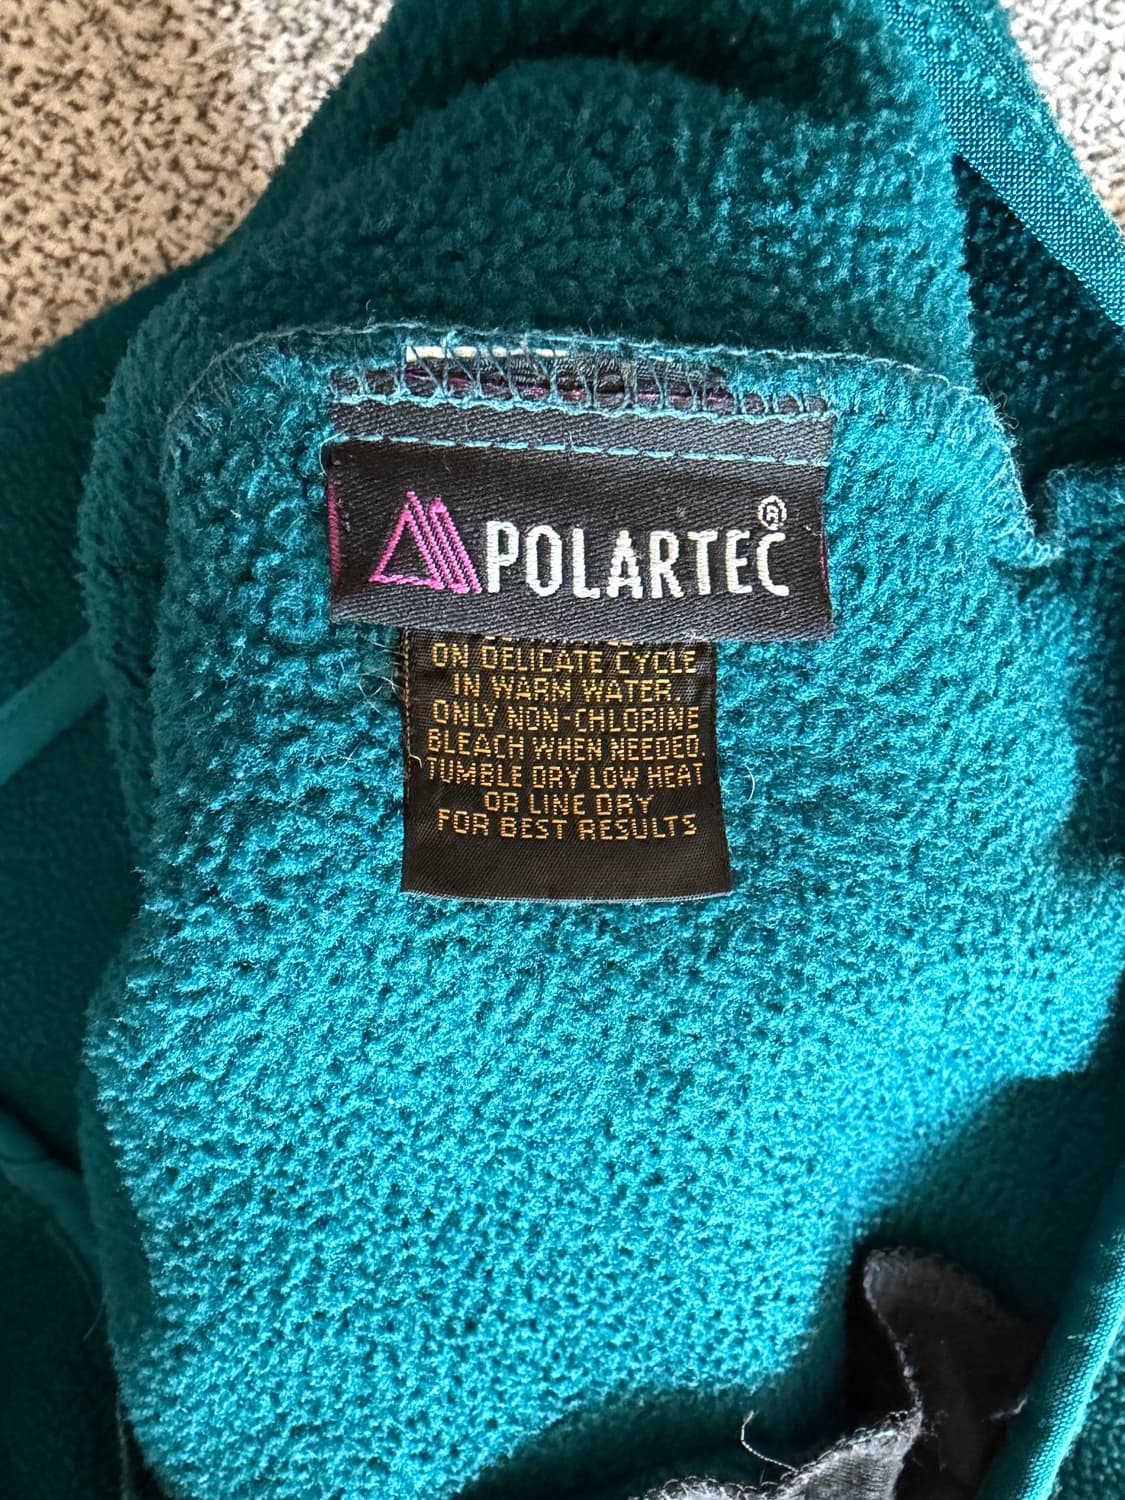 POLARTEC®
ON DELICATE CYCLE
IN WARM WATER.
ONLY NON-CHLORINE
BLEACH WHEN NEEDED.
TUMBLE DRY LOW HEAT
OR LINE DRY
FOR BEST RESULTS